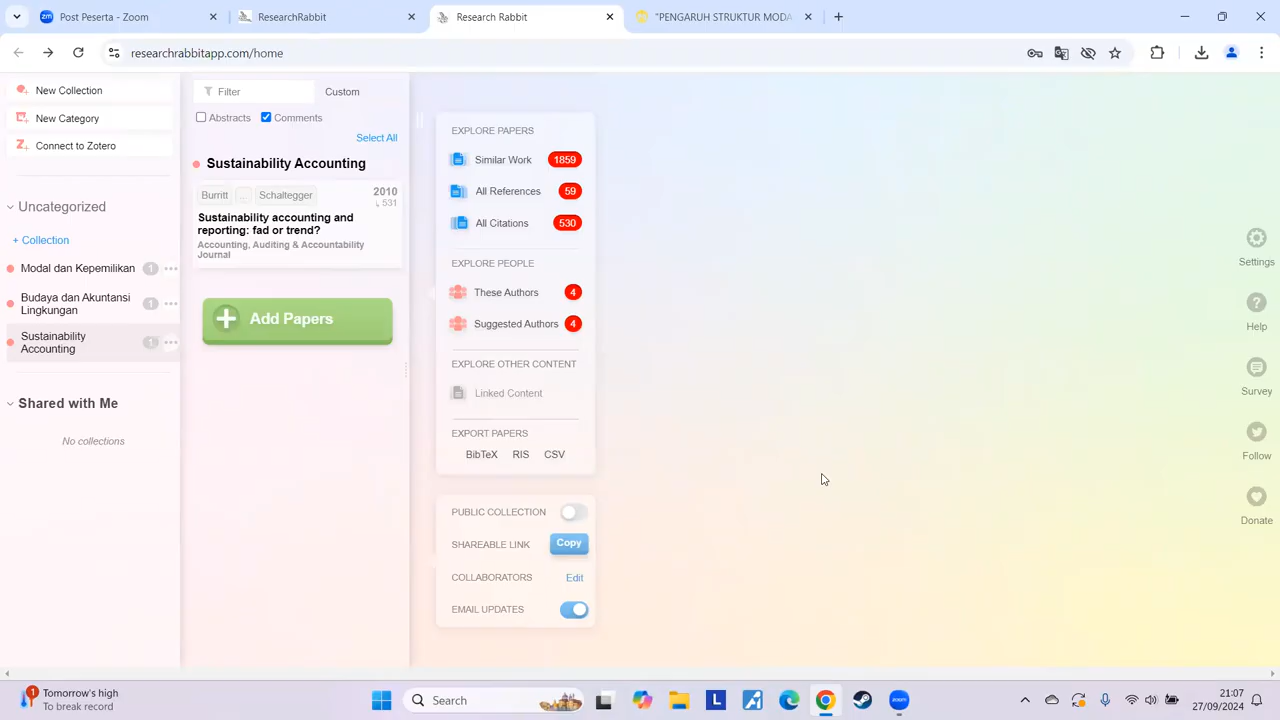 Post Peserta - Zoom
ResearchRabbit
Research Rabbit
"PENGARUH STRUKTUR MODA
researchrabbitapp.com/home
New Collection
New Category
Connect to Zotero
Uncategorized
+ Collection
Modal dan Kepemilikan 1
Budaya dan Akuntansi
Lingkungan 1
Sustainability
Accounting 1
Shared with Me
No collections
Filter
Custom
Abstracts
Comments
Select All
Sustainability Accounting
Burritt ... Schaltegger 2010
531
Sustainability accounting and
reporting: fad or trend?
Accounting, Auditing & Accountability
Journal
Add Papers
EXPLORE PAPERS
Similar Work 1859
All References 59
All Citations 530
EXPLORE PEOPLE
These Authors 4
Suggested Authors 4
EXPLORE OTHER CONTENT
Linked Content
EXPORT PAPERS
BibTeX RIS CSV
PUBLIC COLLECTION
SHAREABLE LINK Copy
COLLABORATORS Edit
EMAIL UPDATES
Settings
Help
Survey
Follow
Donate
1
Tomorrow's high
To break record
Search
L
zoom
21:07
27/09/2024